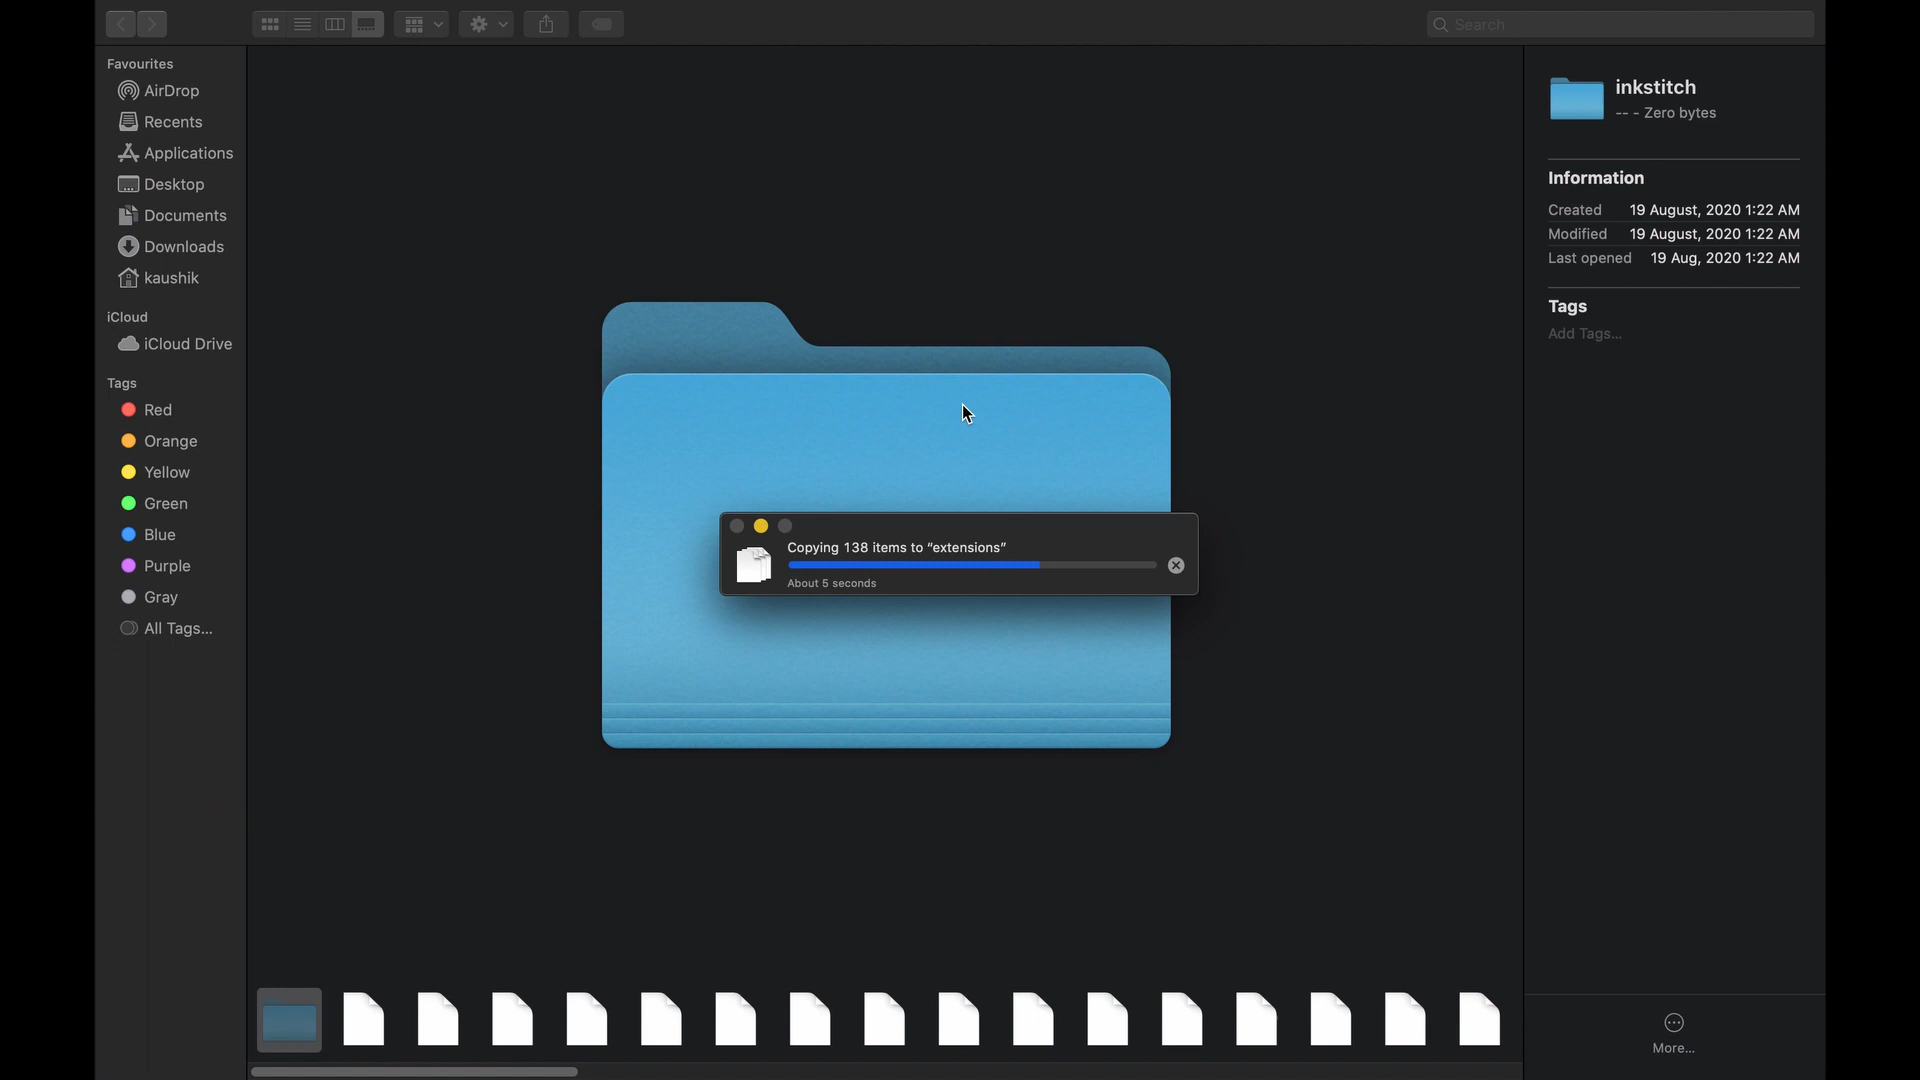 Search
Favourites
AirDrop
Recents
Applications
Desktop
Documents
Downloads
kaushik
iCloud
iCloud Drive
Tags
Red
Orange
Yellow
Green
Blue
Purple
Gray
All Tags...
Copying 138 items to “extensions”
About 5 seconds
inkstitch
-- - Zero bytes
Information
Created 19 August, 2020 1:22 AM
Modified 19 August, 2020 1:22 AM
Last opened 19 Aug, 2020 1:22 AM
Tags
Add Tags...
More...